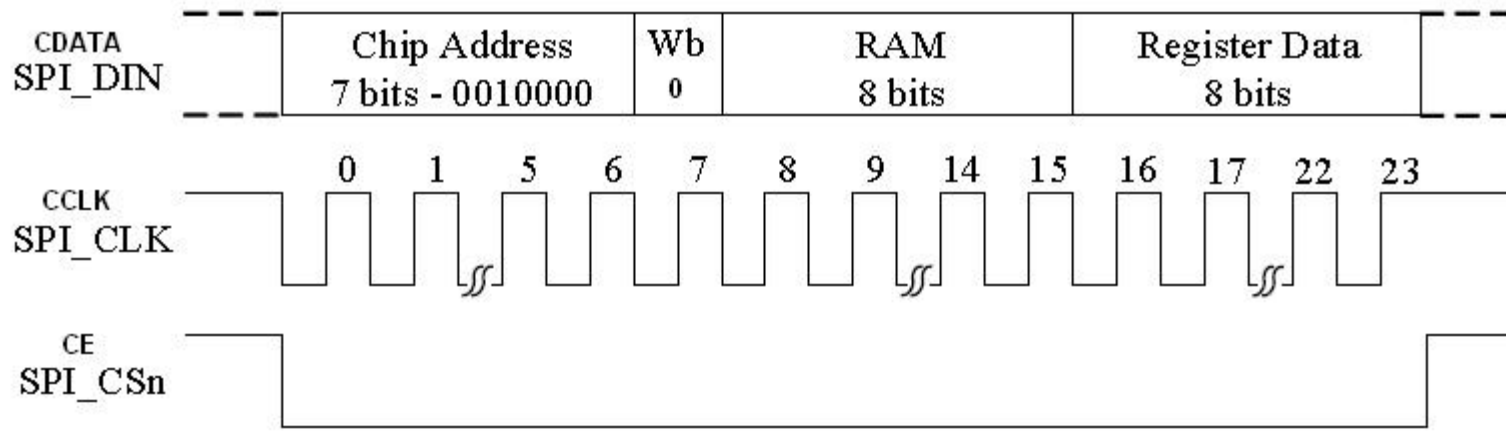 CDATA
SPI_DIN
Chip Address
7 bits - 0010000
Wb
0
RAM
8 bits
Register Data
8 bits
CCLK
SPI_CLK
0 1 5 6 7 8 9 14 15 16 17 22 23
CE
SPI_CSn